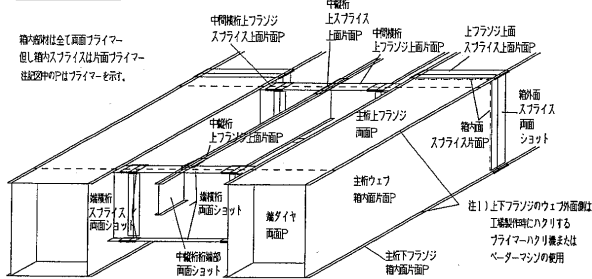 箱内部材は全て両面プライマー
但し箱内スプライスは片面プライマー
注記図中のPはプライマーを示す。
中間横桁上フランジ
スプライス上面片面P
中縦桁
上スプライス
上面片面P
中間横桁
上フランジ上面片面P
上フランジ上面
スプライス上面片面P
箱外面
スプライス
両面
ショット
箱内面
スプライス片面P
主桁上フランジ
両面P
中縦桁
上フランジ上面片面P
主桁ウェブ
箱内面片面P
端横桁
スプライス
両面ショット
端横桁
両面ショット
中縦桁端部
両面ショット
端ダイヤ
両面P
主桁下フランジ
箱内面片面P
注1)上下フランジのウェブ外面側は
工場製作時にハクリする
プライマーハクリ機または
ベーダーマシンの使用